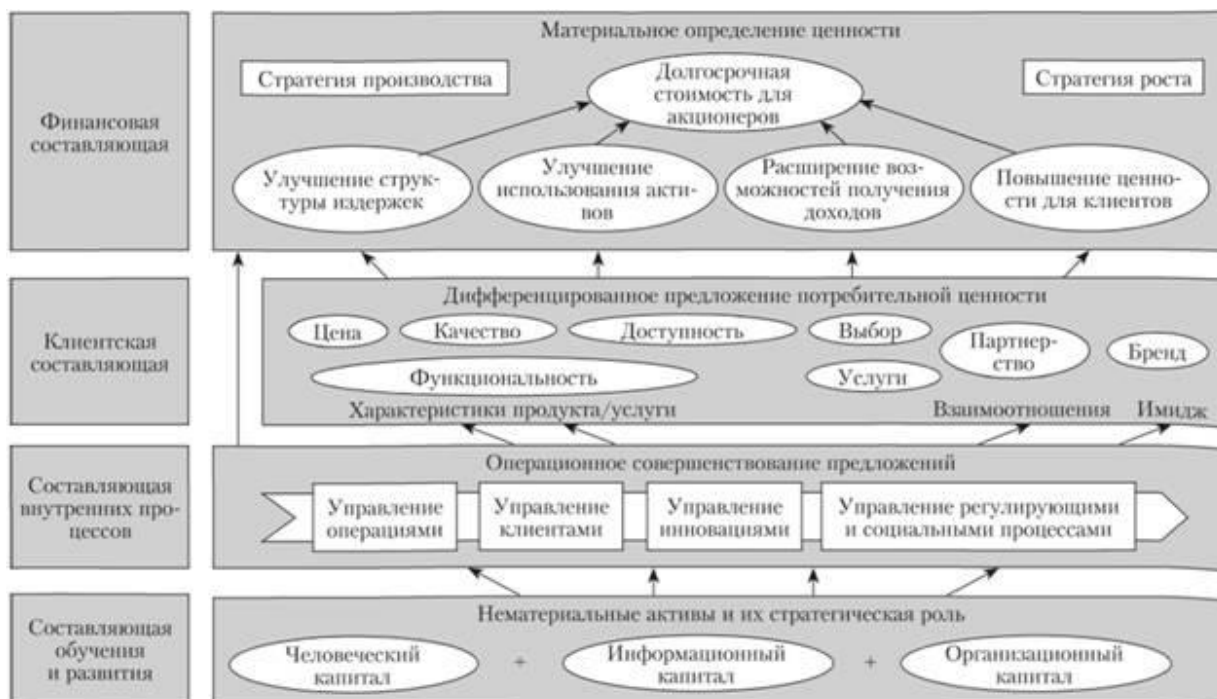 Финансовая
составляющая
Материальное определение ценности
Стратегия производства
Долгосрочная
стоимость для
акционеров
Стратегия роста
Улучшение струк-
туры издержек
Улучшение
использования акти-
вов
Расширение воз-
можностей получения
доходов
Повышение ценно-
сти для клиентов
Клиентская
составляющая
Дифференцированное предложение потребительной ценности
Цена
Качество
Доступность
Выбор
Партнер-
ство
Бренд
Функциональность
Услуги
Характеристики продукта/услуги
Взаимоотношения
Имидж
Составляющая
внутренних про-
цессов
Операционное совершенствование предложений
Управление
операциями
Управление
клиентами
Управление
инновациями
Управление регулирующими
и социальными процессами
Составляющая
обучения
и развития
Нематериальные активы и их стратегическая роль
Человеческий
капитал
+
Информационный
капитал
+
Организационный
капитал